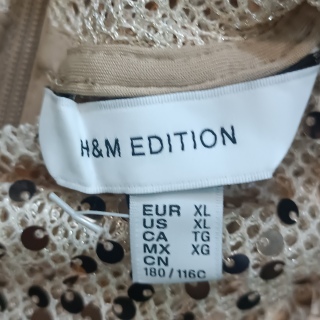 H&M EDITION
EUR XL
US XL
CA TG
MX XG
CN
180/116C